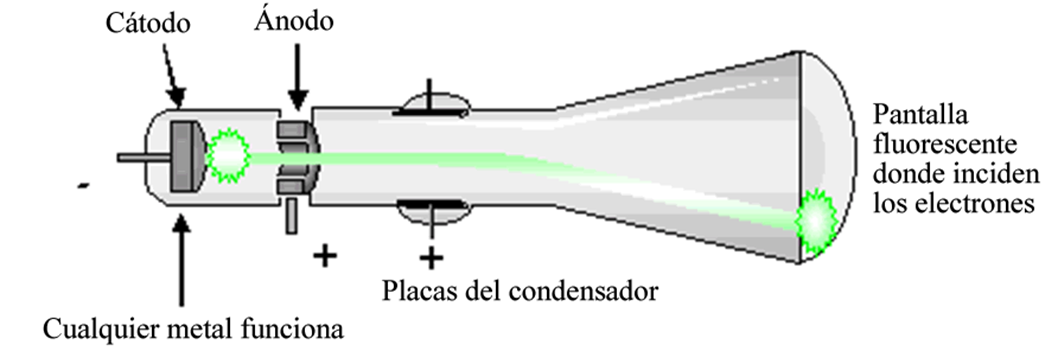 Cátodo
Ánodo
Pantalla
fluorescente
donde inciden
los electrones
-
+
+
Placas del condensador
Cualquier metal funciona